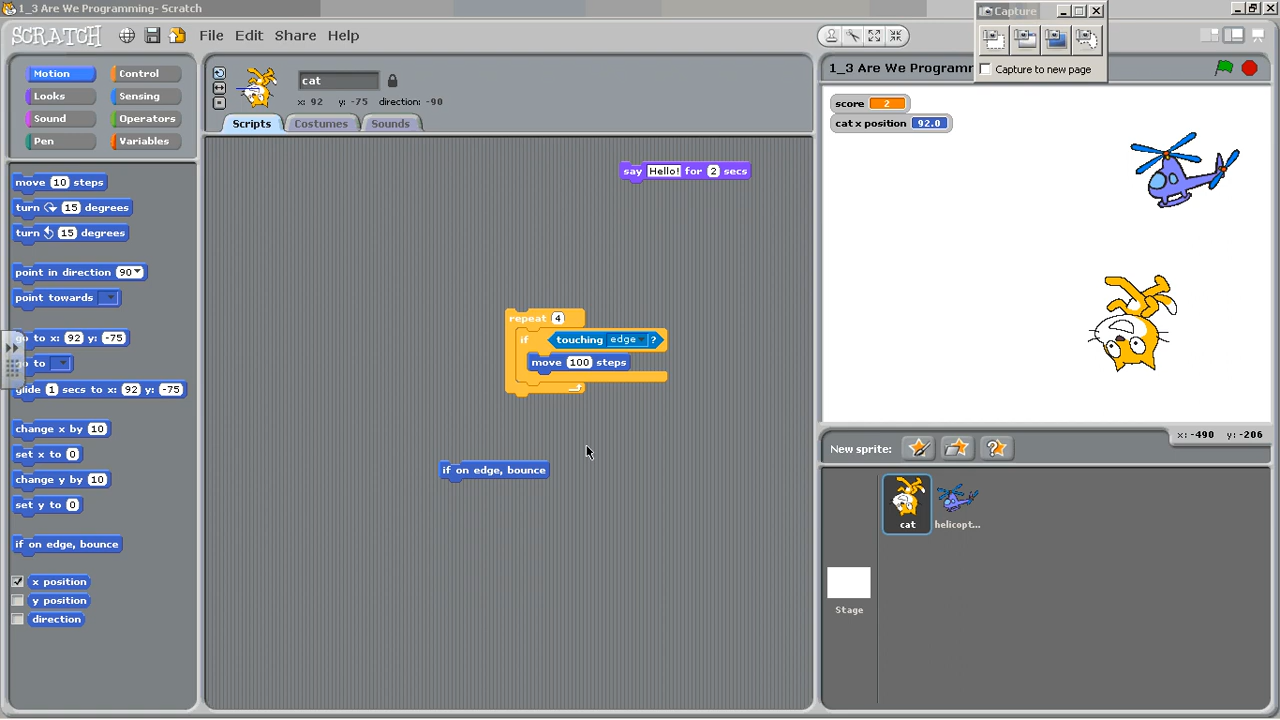 1_3 Are We Programming- Scratch
Capture
SCRATCH
File Edit Share Help
Capture to new page
1_3 Are We Programm
Motion Control
Looks Sensing
Sound Operators
Pen Variables
cat
x: 92 y: -75 direction: -90
Scripts Costumes Sounds
score 2
cat x position 92.0
move 10 steps
turn 15 degrees
turn 15 degrees
point in direction 90
point towards
go to x: 92 y: -75
go to
glide 1 secs to x: 92 y: -75
change x by 10
set x to 0
change y by 10
set y to 0
if on edge, bounce
x position
y position
direction
say Hello! for 2 secs
repeat 4
if touching edge ?
move 100 steps
if on edge, bounce
x: -490 y: -206
New sprite:
cat
helicopt...
Stage